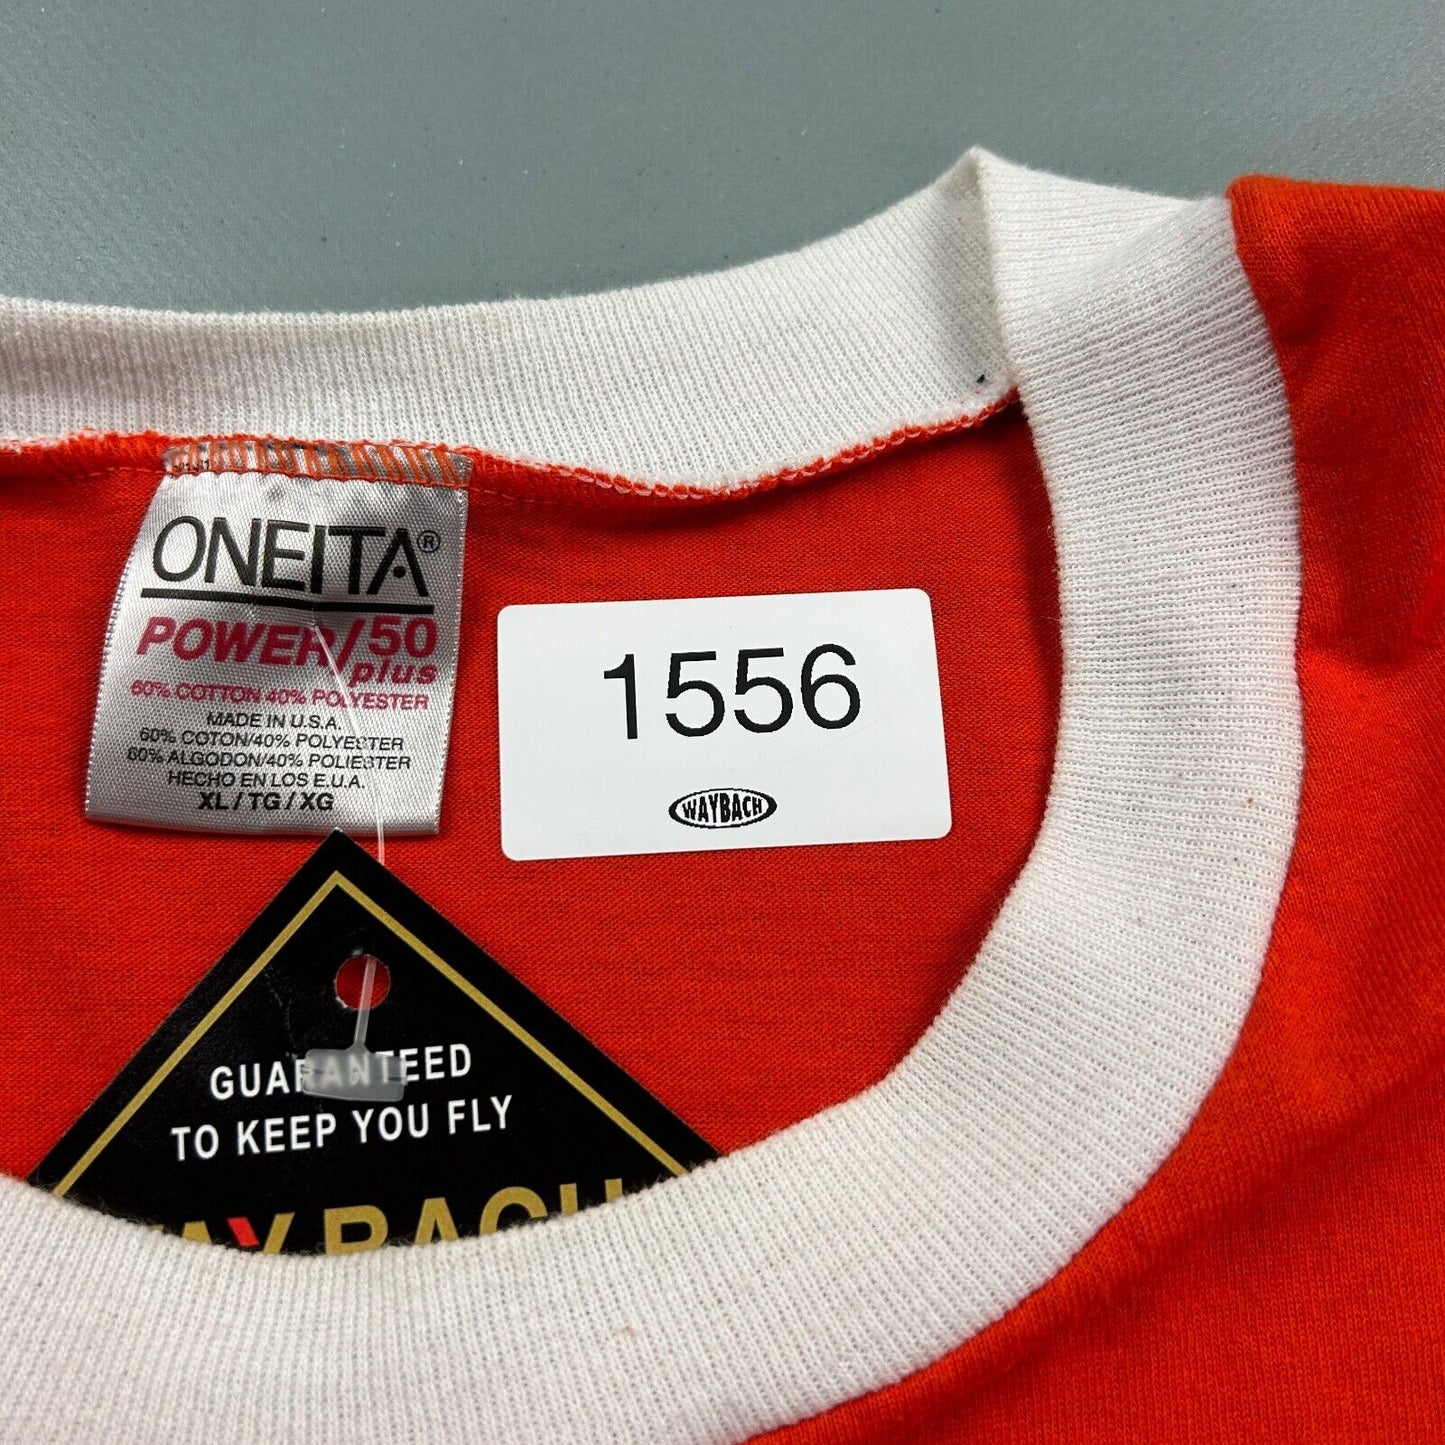 ONEITA®
POWER/50
plus
60% COTTON 40% POLYESTER
MADE IN U.S.A.
60% COTON/40% POLYESTER
60% ALGODON/40% POLIESTER
HECHO EN LOS E.U.A.
XL / TG / XG
1556
WAYBACH
GUARANTEED
TO KEEP YOU FLY
WAYBACH